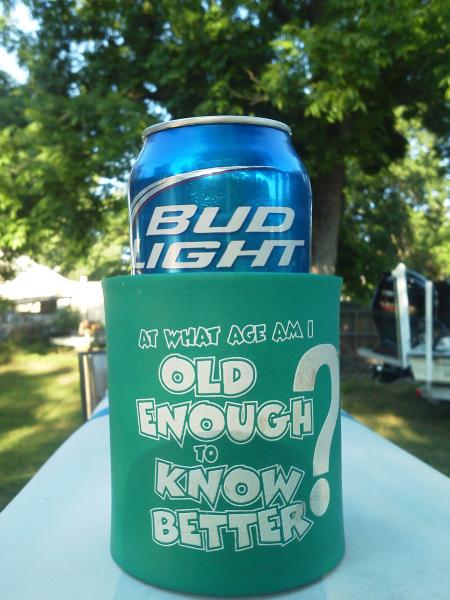 BUD
LIGHT
AT WHAT AGE AM I
OLD
ENOUGH
TO
KNOW
BETTER?